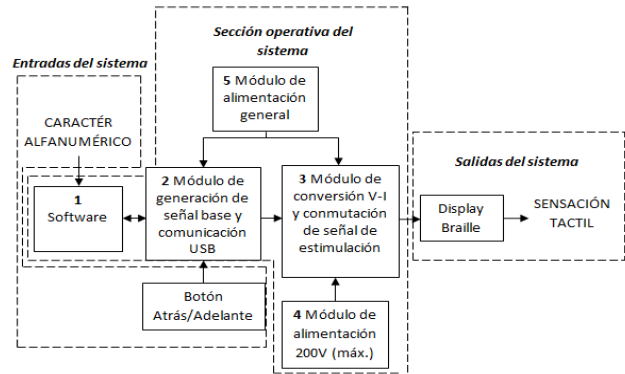 Sección operativa del
sistema
Entradas del sistema
5 Módulo de
alimentación
general
CARACTÉR
ALFANUMÉRICO
Salidas del sistema
1
Software
2 Módulo de
generación de
señal base y
comunicación
USB
3 Módulo de
conversión V-I
y conmutación
de señal de
estimulación
Display
Braille
SENSACIÓN
TACTIL
Botón
Atrás/Adelante
4 Módulo de
alimentación
200V (máx.)